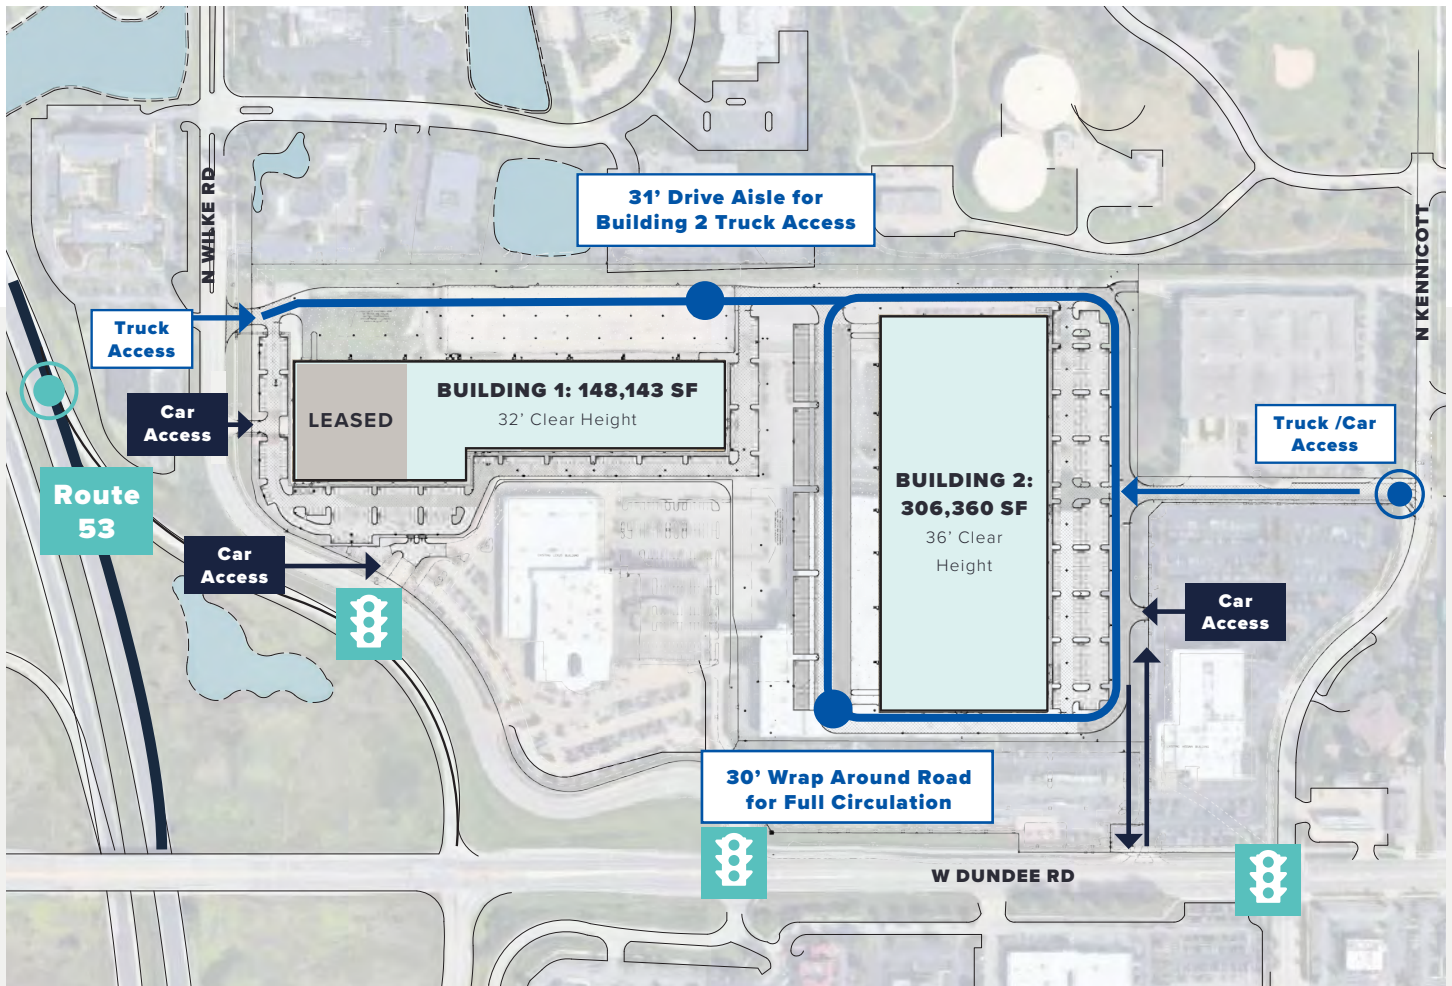 31’ Drive Aisle for
Building 2 Truck Access
N WILKE RD
N KENNICOTT
Truck
Access
Car
Access
LEASED
BUILDING 1: 148,143 SF
32’ Clear Height
Truck /Car
Access
Route
53
BUILDING 2:
306,360 SF
36’ Clear
Height
Car
Access
Car
Access
30’ Wrap Around Road
for Full Circulation
W DUNDEE RD